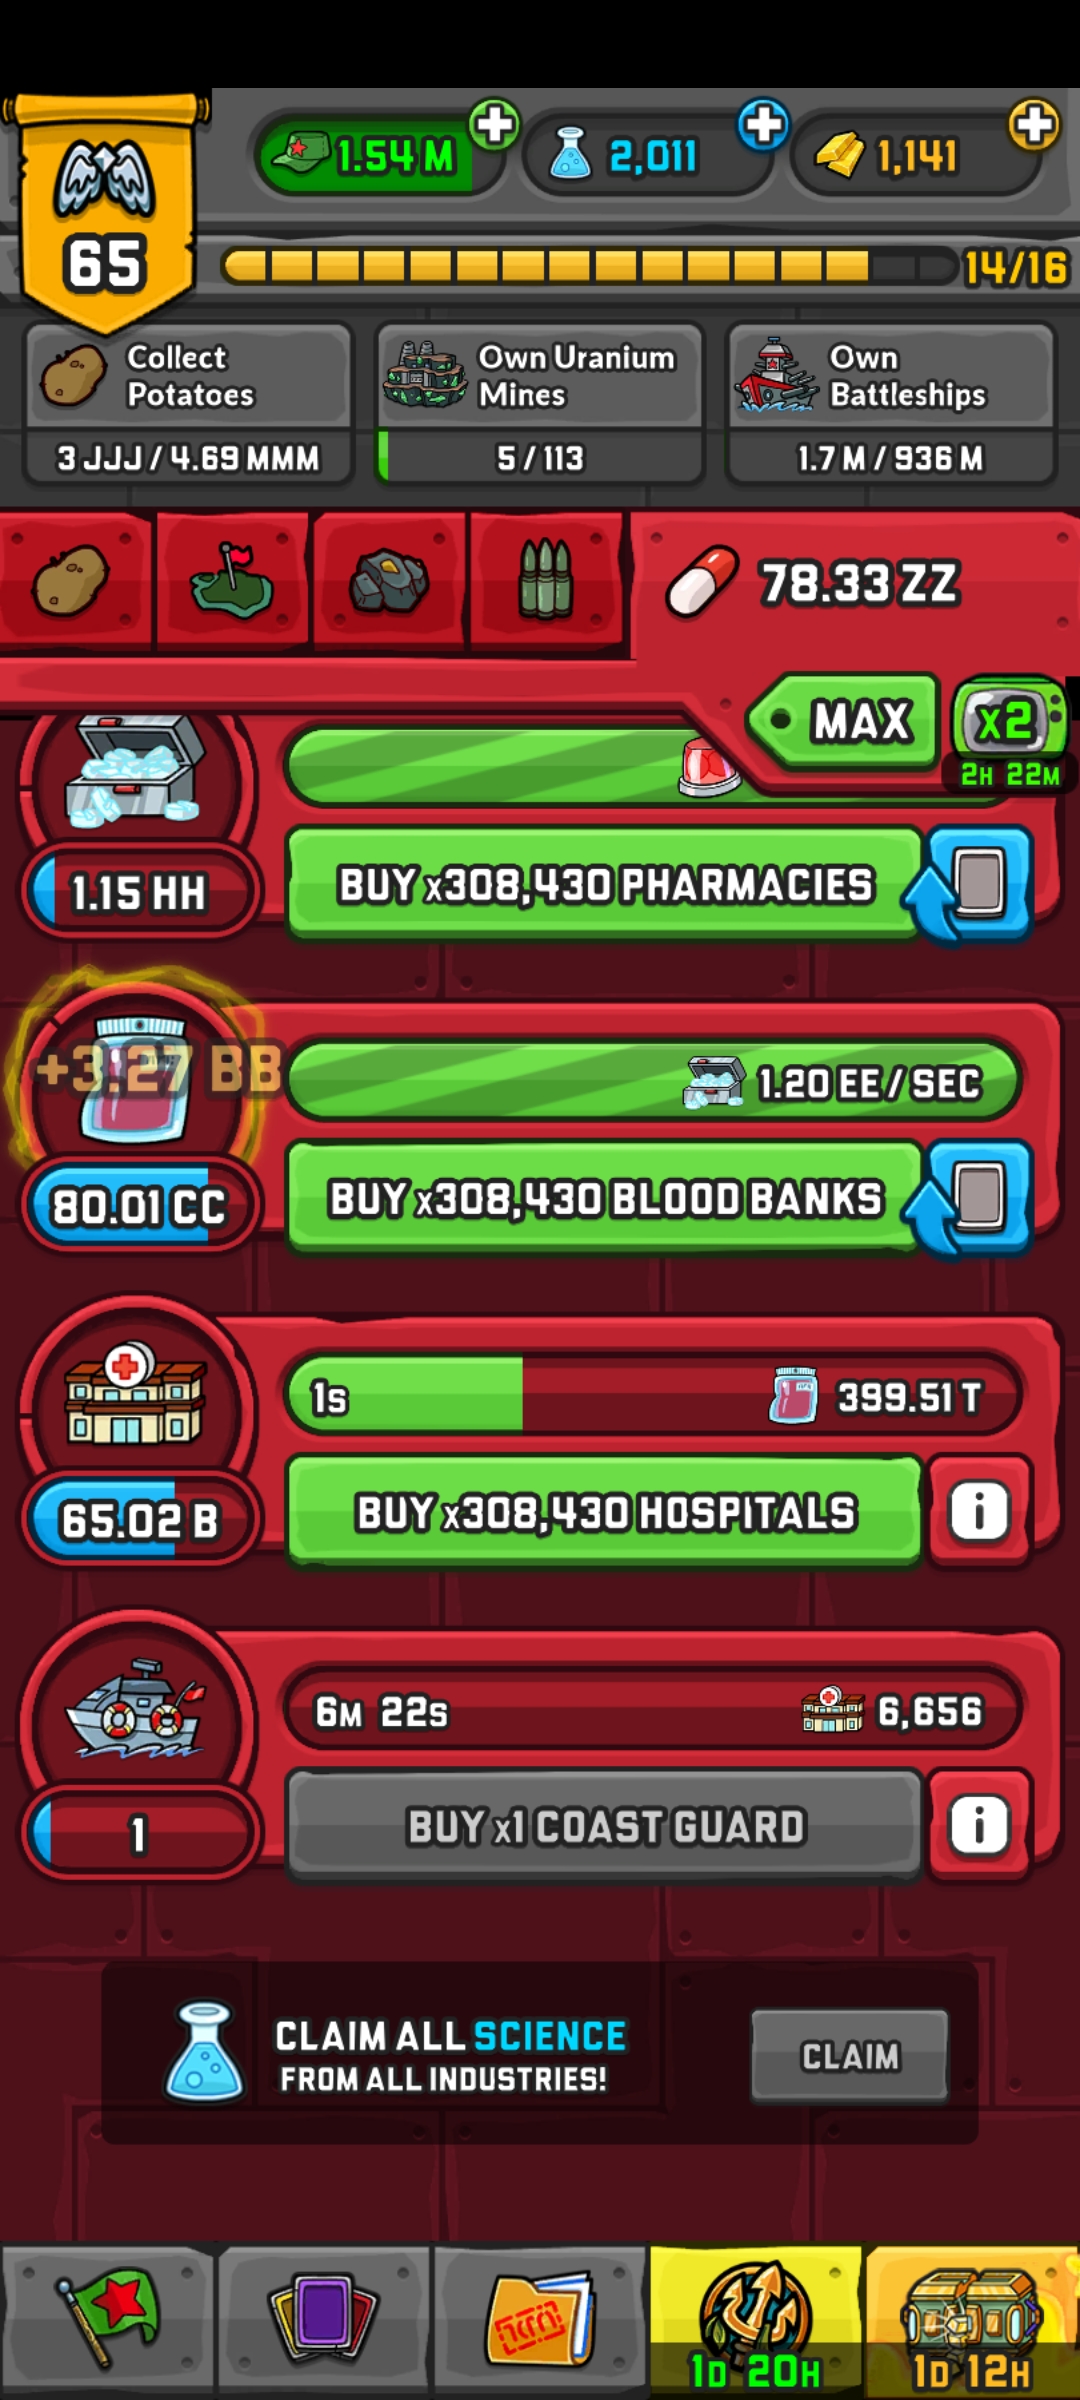 65
1.54 M
2,011
1,141
14/16
Collect
Potatoes
3 JJJ / 4.69 MMM
Own Uranium
Mines
5 / 113
Own
Battleships
1.7 M / 936 M
78.33 ZZ
MAX
x2
2H 22M
1.15 HH
BUY x308,430 PHARMACIES
+3.27 BB
1.20 EE / SEC
80.01 CC
BUY x308,430 BLOOD BANKS
1s
399.51 T
65.02 B
BUY x308,430 HOSPITALS
i
6M 22s
6,656
1
BUY x1 COAST GUARD
i
CLAIM ALL SCIENCE
FROM ALL INDUSTRIES!
CLAIM
1D 20H
1D 12H